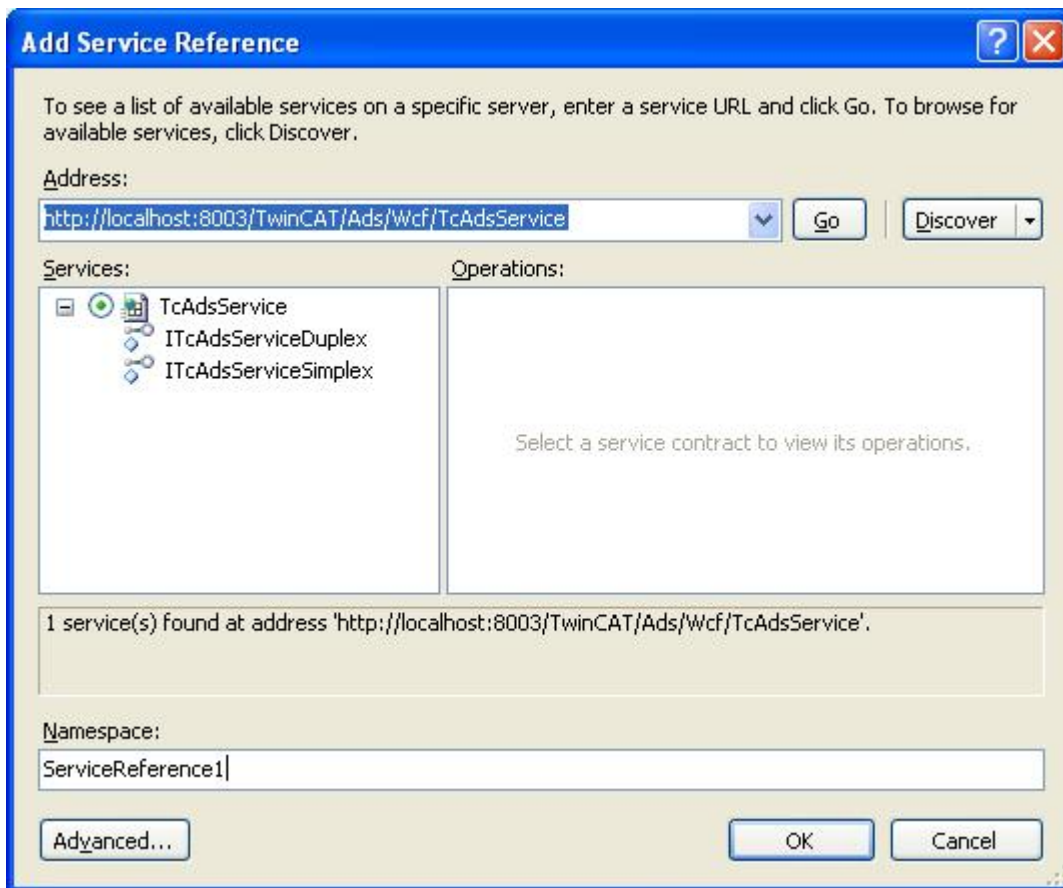 Add Service Reference
To see a list of available services on a specific server, enter a service URL and click Go. To browse for
available services, click Discover.
Address:
http://localhost:8003/TwinCAT/Ads/Wcf/TcAdsService
Go
Discover
Services:
Operations:
TcAdsService
ITcAdsServiceDuplex
ITcAdsServiceSimplex
Select a service contract to view its operations.
1 service(s) found at address 'http://localhost:8003/TwinCAT/Ads/Wcf/TcAdsService'.
Namespace:
ServiceReference1
Advanced...
OK
Cancel